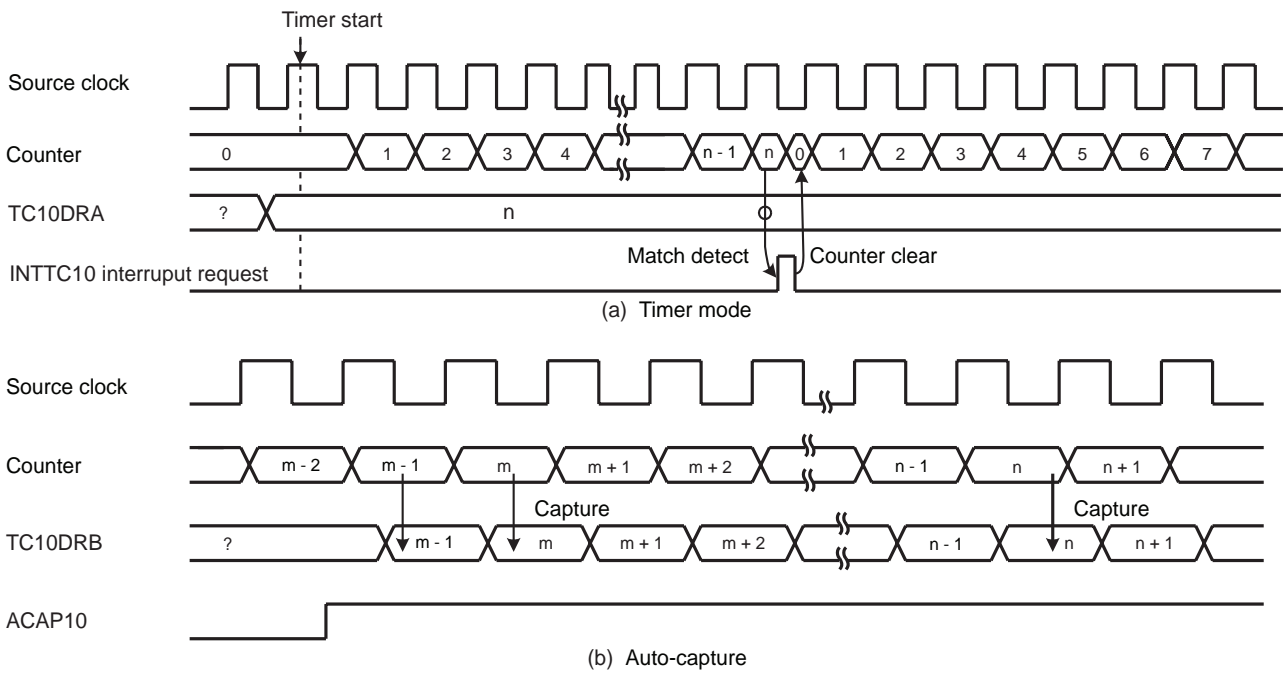 Timer start
Source clock
Counter 0 1 2 3 4 n - 1 n 0 1 2 3 4 5 6 7
TC10DRA ? n
Match detect Counter clear
INTTC10 interruput request
(a) Timer mode
Source clock
Counter m - 2 m - 1 m m + 1 m + 2 n - 1 n n + 1
Capture Capture
TC10DRB ? m - 1 m m + 1 m + 2 n - 1 n n + 1
ACAP10
(b) Auto-capture